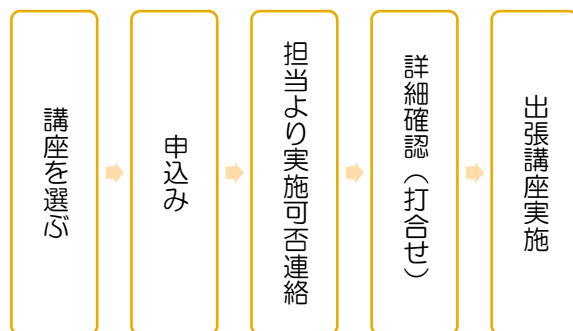 講座を選ぶ
申込み
担当より実施可否連絡
詳細確認（打合せ）
出張講座実施